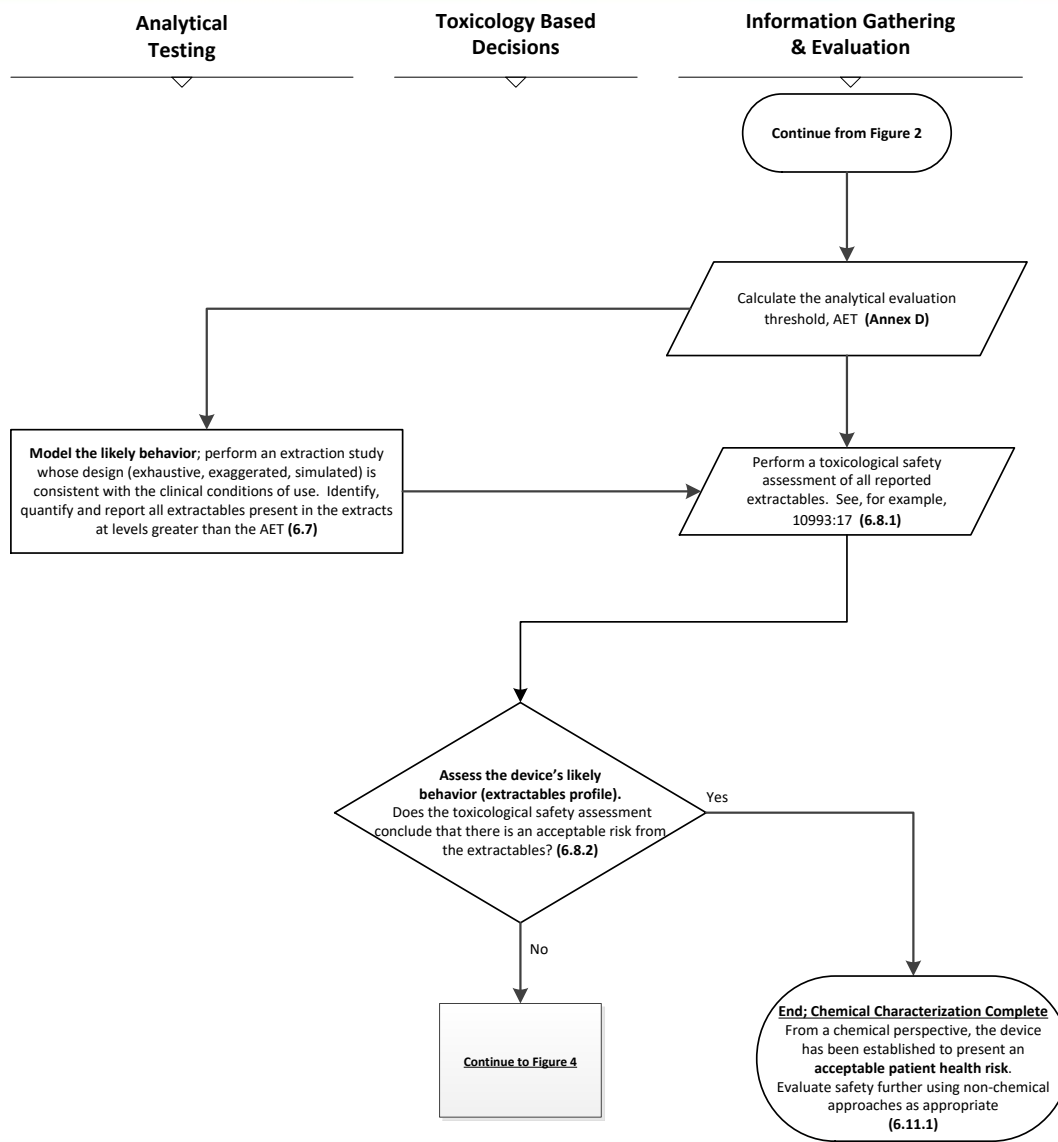 Analytical
Testing
Toxicology Based
Decisions
Information Gathering
& Evaluation
Continue from Figure 2
Calculate the analytical evaluation
threshold, AET (Annex D)
Model the likely behavior; perform an extraction study
whose design (exhaustive, exaggerated, simulated) is
consistent with the clinical conditions of use. Identify,
quantify and report all extractables present in the extracts
at levels greater than the AET (6.7)
Perform a toxicological safety
assessment of all reported
extractables. See, for example,
10993:17 (6.8.1)
Assess the device’s likely
behavior (extractables profile).
Does the toxicological safety assessment
conclude that there is an acceptable risk from
the extractables? (6.8.2)
Yes
No
Continue to Figure 4
End; Chemical Characterization Complete
From a chemical perspective, the device
has been established to present an
acceptable patient health risk.
Evaluate safety further using non-chemical
approaches as appropriate
(6.11.1)